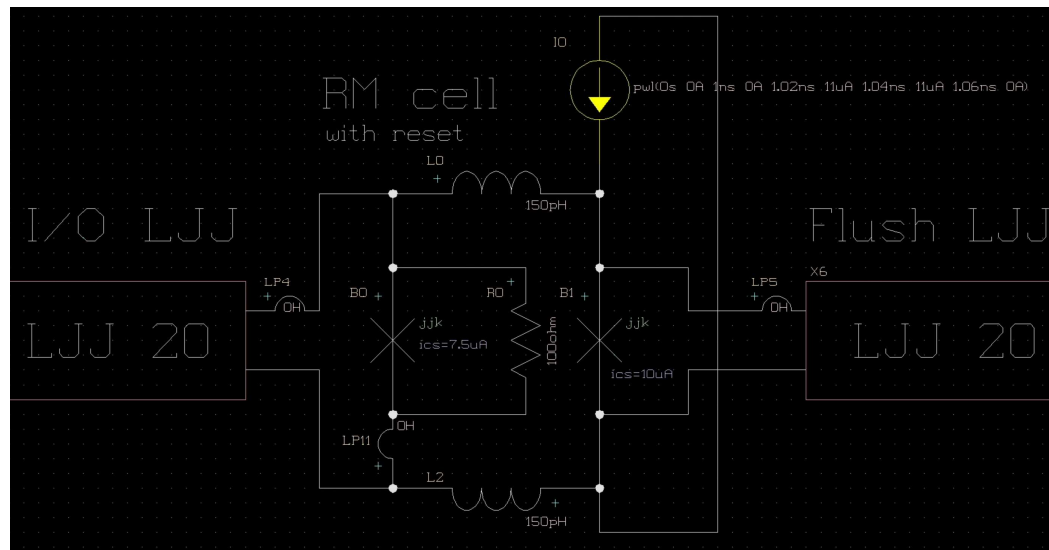 I0
pwl(0s 0A 1ns 0A 1.02ns 11uA 1.04ns 11uA 1.06ns 0A)
RM cell
with reset
L0
+
150pH
I/O LJJ
Flush LJJ
X6
LP4
+
0H
B0 +
R0
+
B1 +
LP5
+
0H
LJJ 20
jjk
ics=7.5uA
100ohm
jjk
ics=10uA
LJJ 20
0H
LP11
+
L2
+
150pH